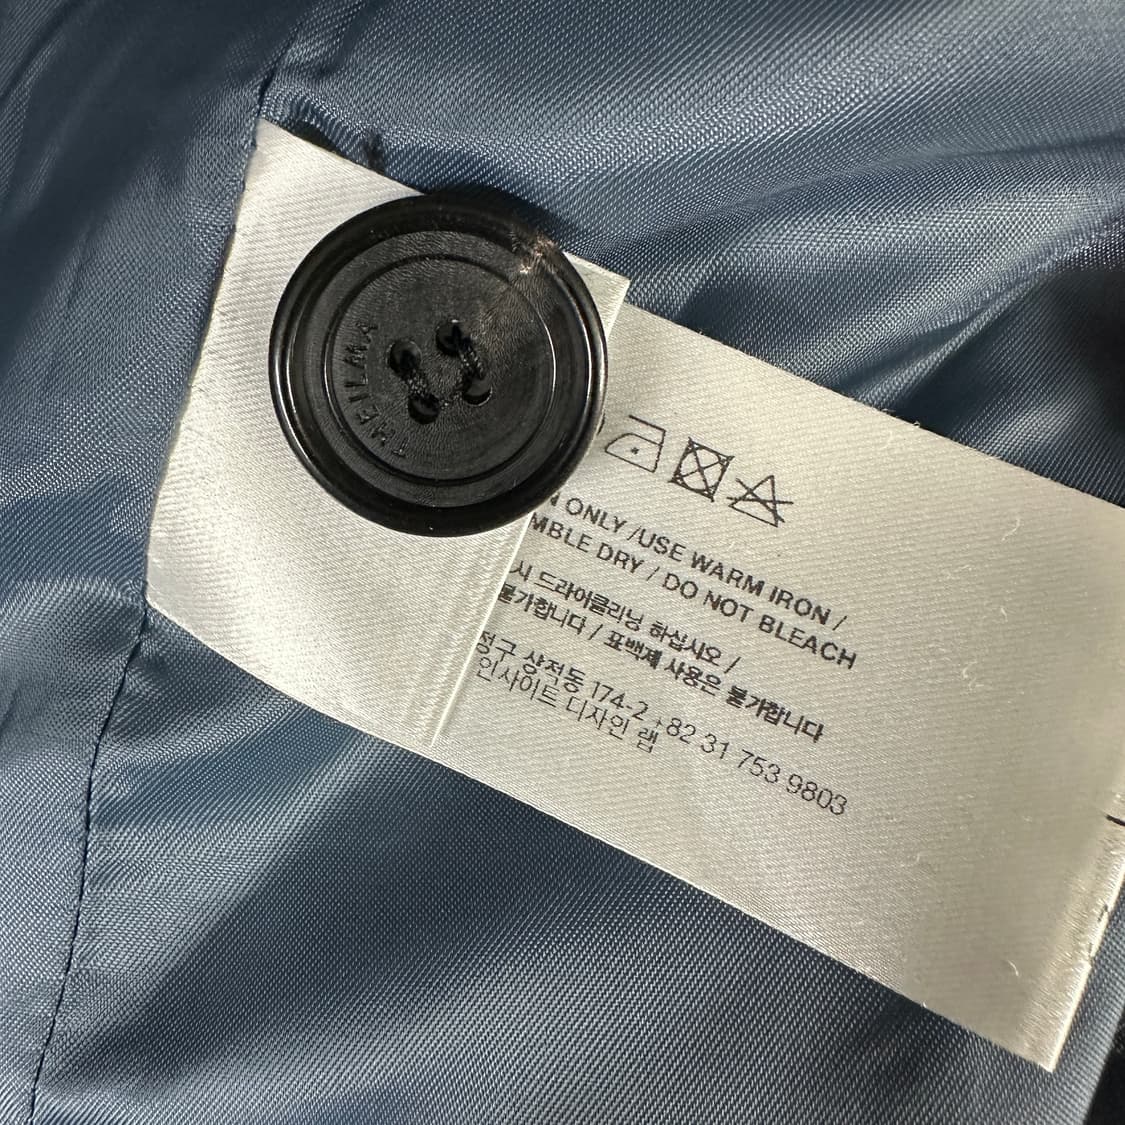 THEILMA
ONLY /USE WARM IRON /
MBLE DRY / DO NOT BLEACH
시 드라이클리닝 하십시오 /
불가합니다 / 표백제 사용은 불가합니다
정구 상적동 174-2 +82 31 753 9803
인사이트 디자인 랩